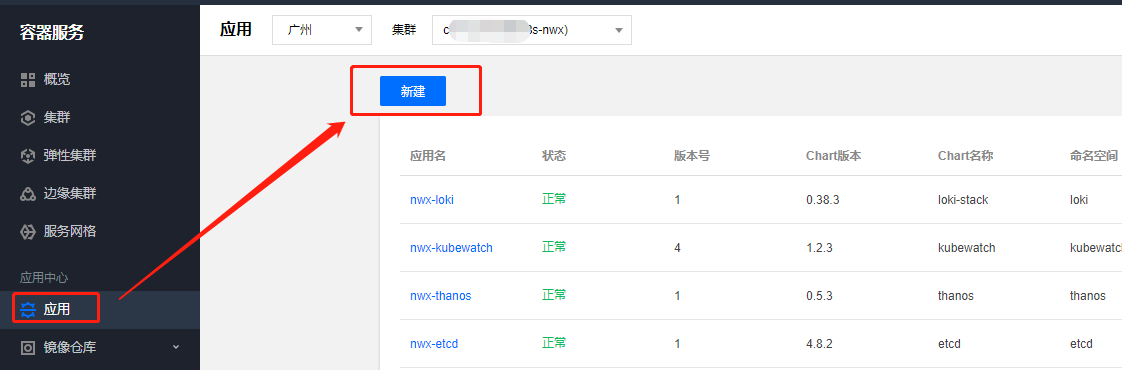 容器服务
应用 广州 集群 c 3s-nwx)
概览
集群
弹性集群
边缘集群
服务网格
应用中心
应用
镜像仓库
新建
应用名 状态 版本号 Chart版本 Chart名称 命名空间
nwx-loki 正常 1 0.38.3 loki-stack loki
nwx-kubewatch 正常 4 1.2.3 kubewatch kubewatc
nwx-thanos 正常 1 0.5.3 thanos thanos
nwx-etcd 正常 1 4.8.2 etcd etcd